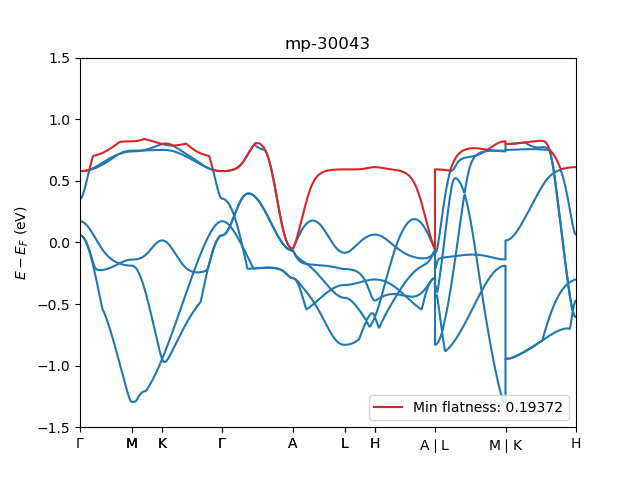 mp-30043
1.5
1.0
0.5
0.0
−0.5
−1.0
−1.5
E − E_F (eV)
Min flatness: 0.19372
Γ M K Γ A L H A | L M | K H